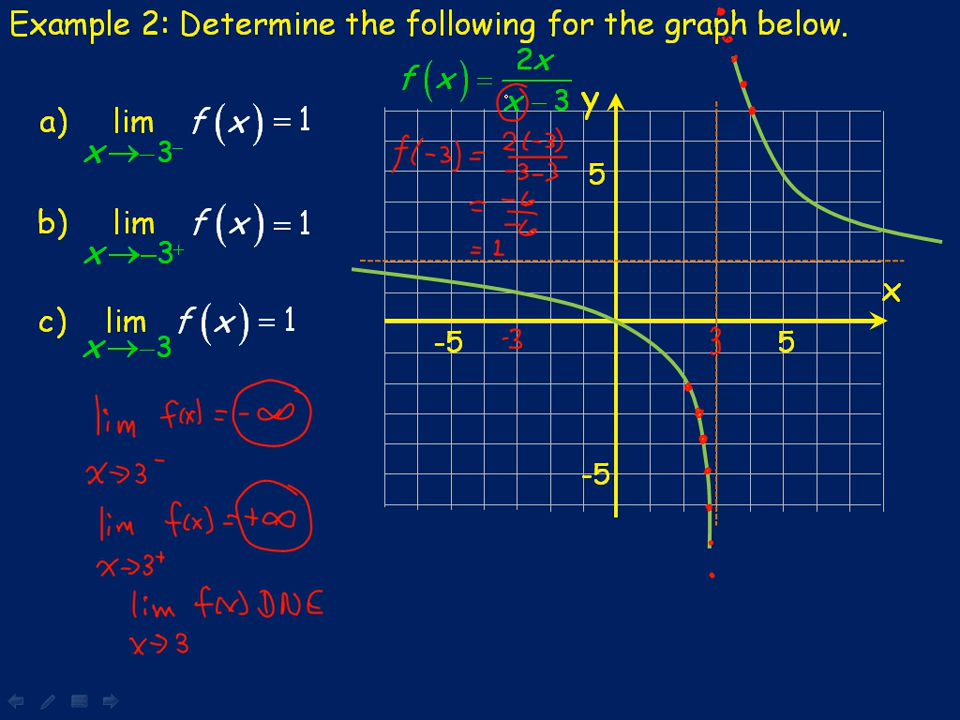 Example 2: Determine the following for the graph below.
f(x) = 2x / x - 3
a) lim x→-3⁻ f(x) = 1
b) lim x→-3⁺ f(x) = 1
c) lim x→-3 f(x) = 1
lim x→3⁻ f(x) = -∞
lim x→3⁺ f(x) = +∞
lim x→3 f(x) DNE
f(-3) = 2(-3) / -3-3
= -6 / -6
= 1
y
5
x
-5 -3 3 5
-5